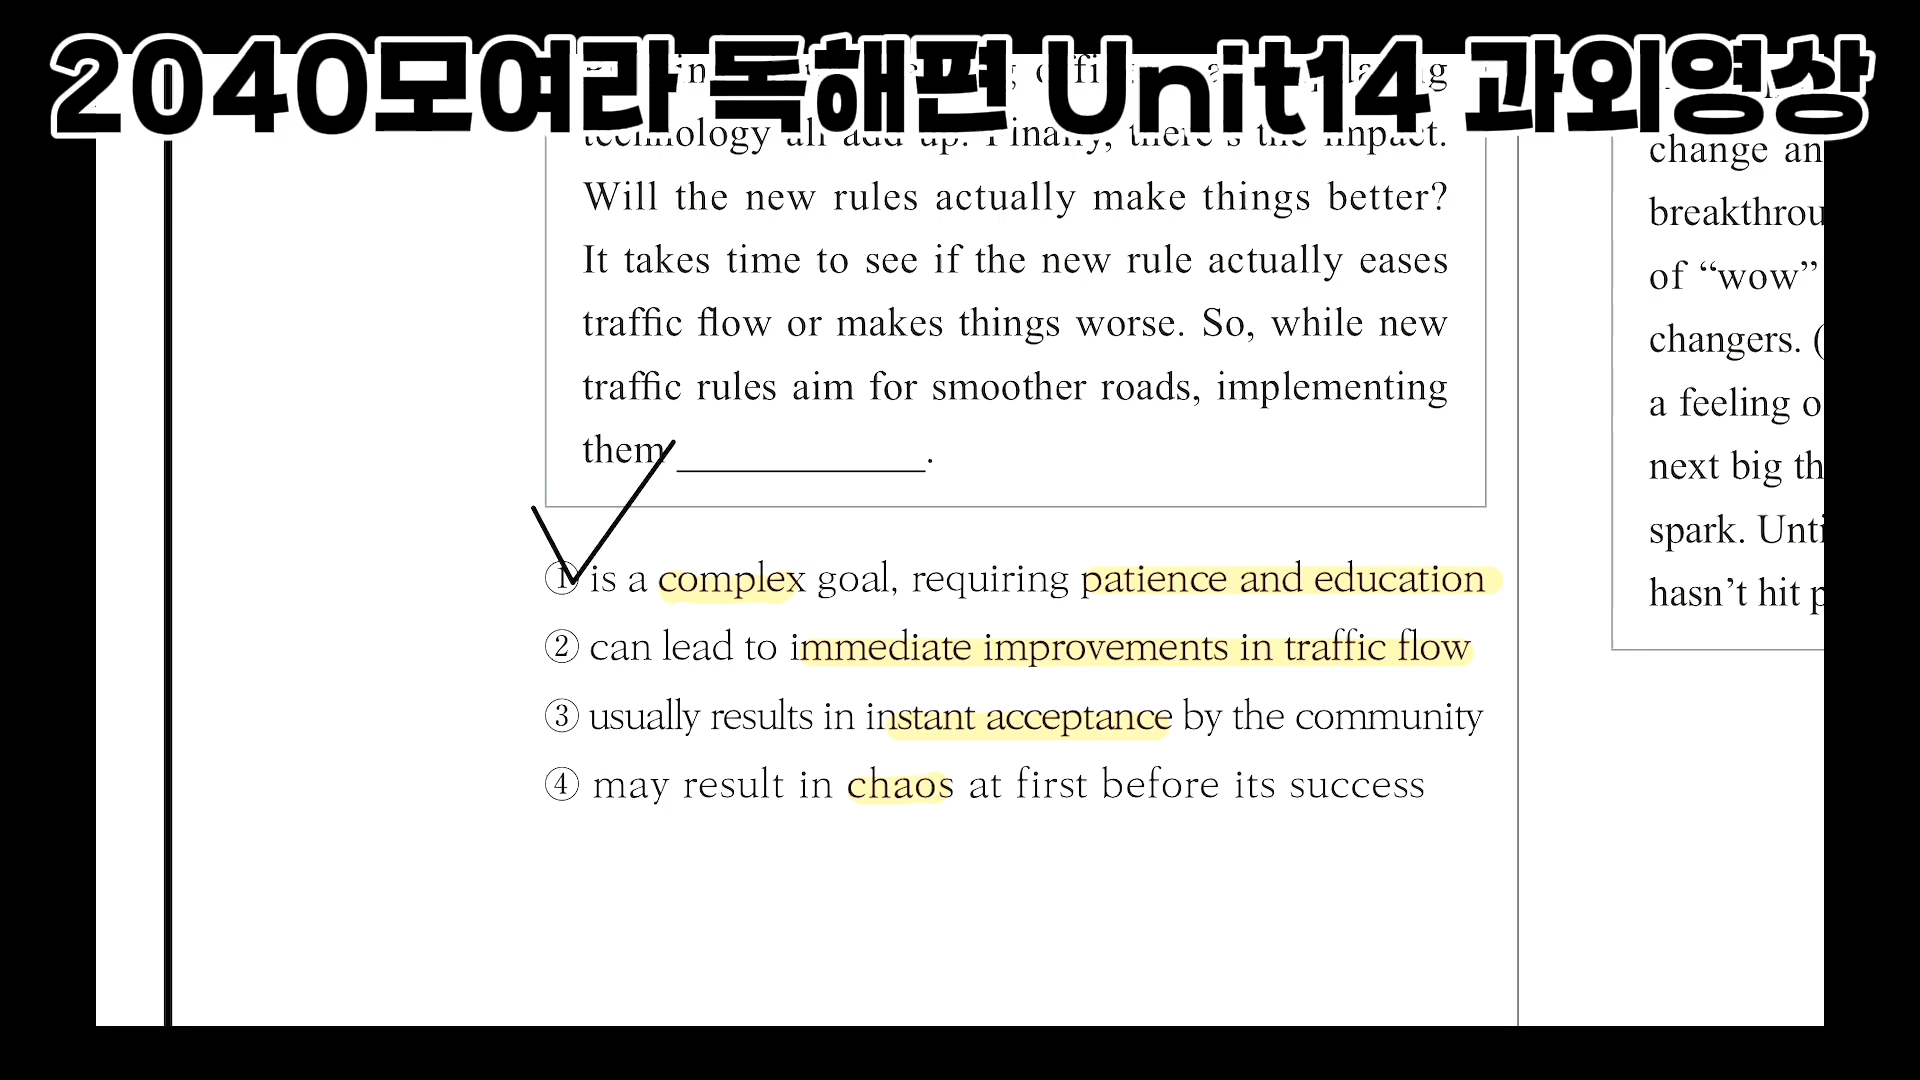 2040모여라 독해편 Unit14 과외영상
technology all add up. Finally, there's the impact.
Will the new rules actually make things better?
It takes time to see if the new rule actually eases
traffic flow or makes things worse. So, while new
traffic rules aim for smoother roads, implementing
them ____________.
① is a complex goal, requiring patience and education
② can lead to immediate improvements in traffic flow
③ usually results in instant acceptance by the community
④ may result in chaos at first before its success
change an
breakthrou
of “wow”
changers. (
a feeling o
next big th
spark. Unti
hasn’t hit p